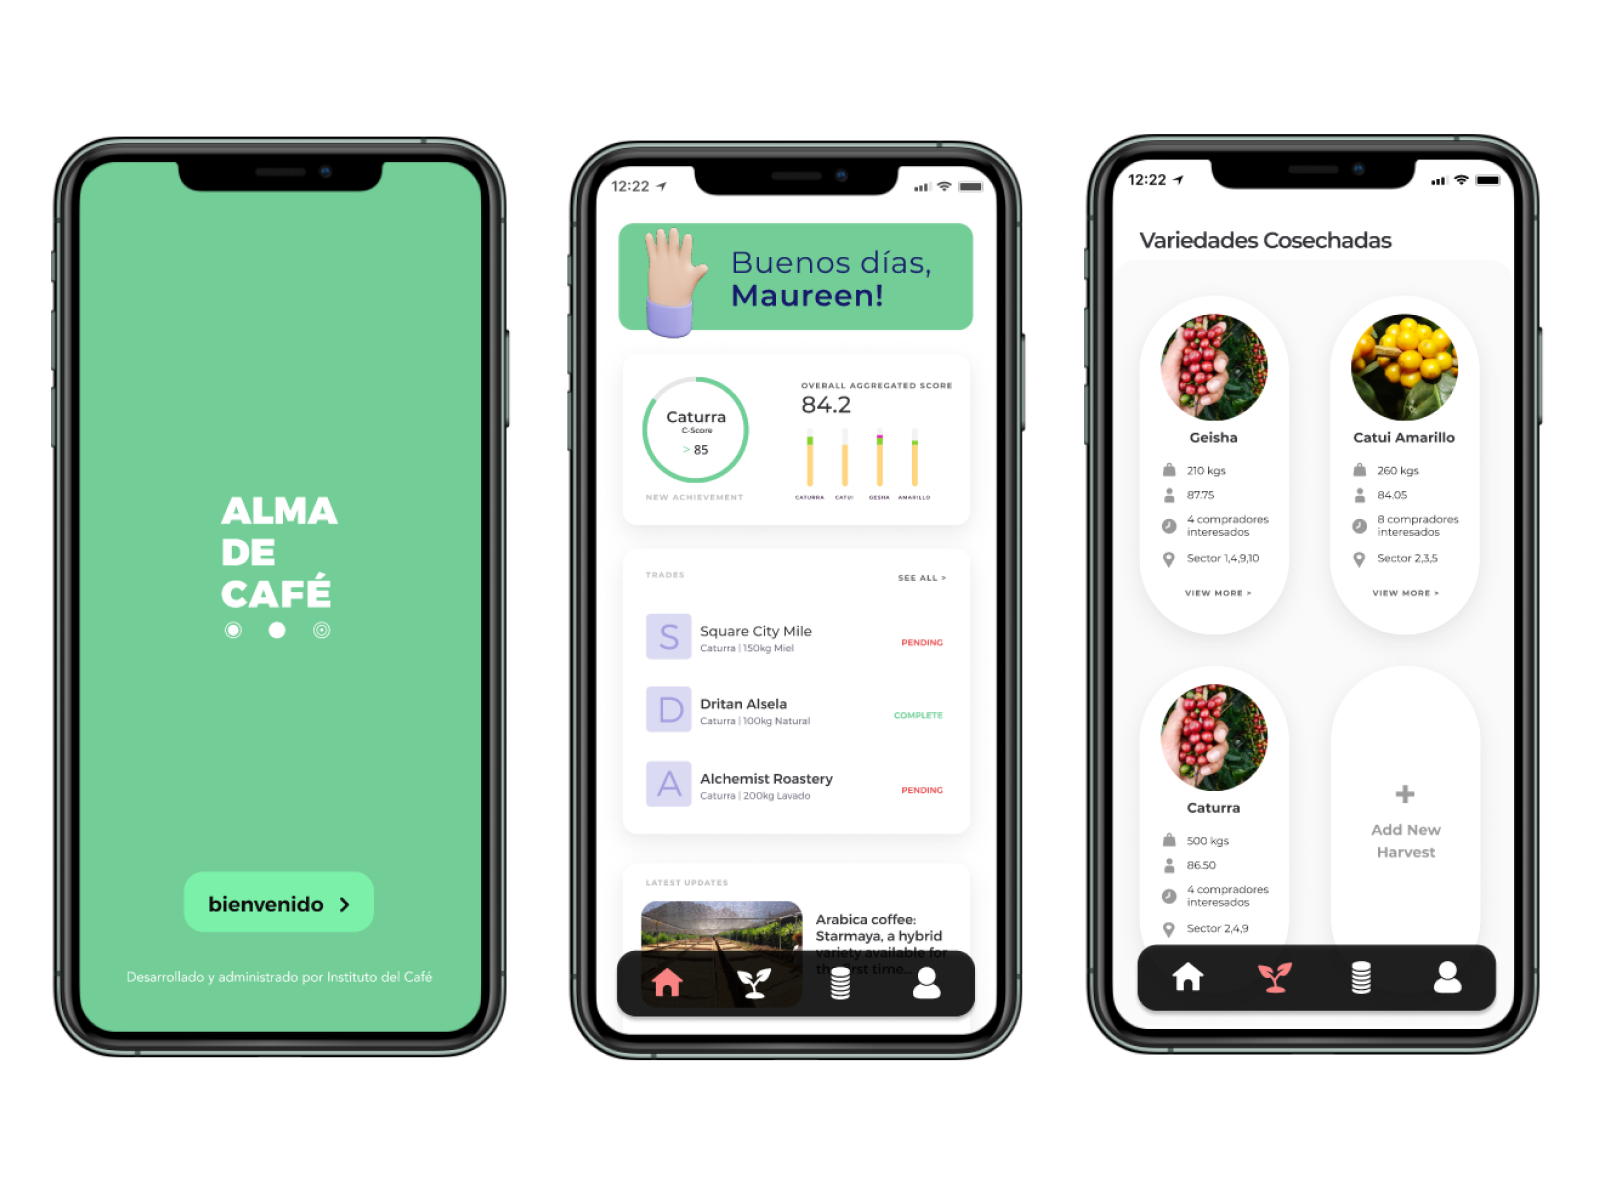 ALMA
DE
CAFÉ
bienvenido >
Desarrollado y administrado por Instituto del Café
12:22
Buenos días,
Maureen!
Caturra
C-Score
> 85
NEW ACHIEVEMENT
OVERALL AGGREGATED SCORE
84.2
CATURRA CATUI GESHA AMARILLO
TRADES
SEE ALL >
S
Square City Mile
Caturra | 150kg Miel
PENDING
D
Dritan Alsela
Caturra | 100kg Natural
COMPLETE
A
Alchemist Roastery
Caturra | 200kg Lavado
PENDING
LATEST UPDATES
Arabica coffee:
Starmaya, a hybrid
variety available for
the first time...
12:22
Variedades Cosechadas
Geisha
210 kgs
87.75
4 compradores
interesados
Sector 1,4,9,10
VIEW MORE >
Catui Amarillo
260 kgs
84.05
8 compradores
interesados
Sector 2,3,5
VIEW MORE >
Caturra
500 kgs
86.50
4 compradores
interesados
Sector 2,4,9
+
Add New
Harvest